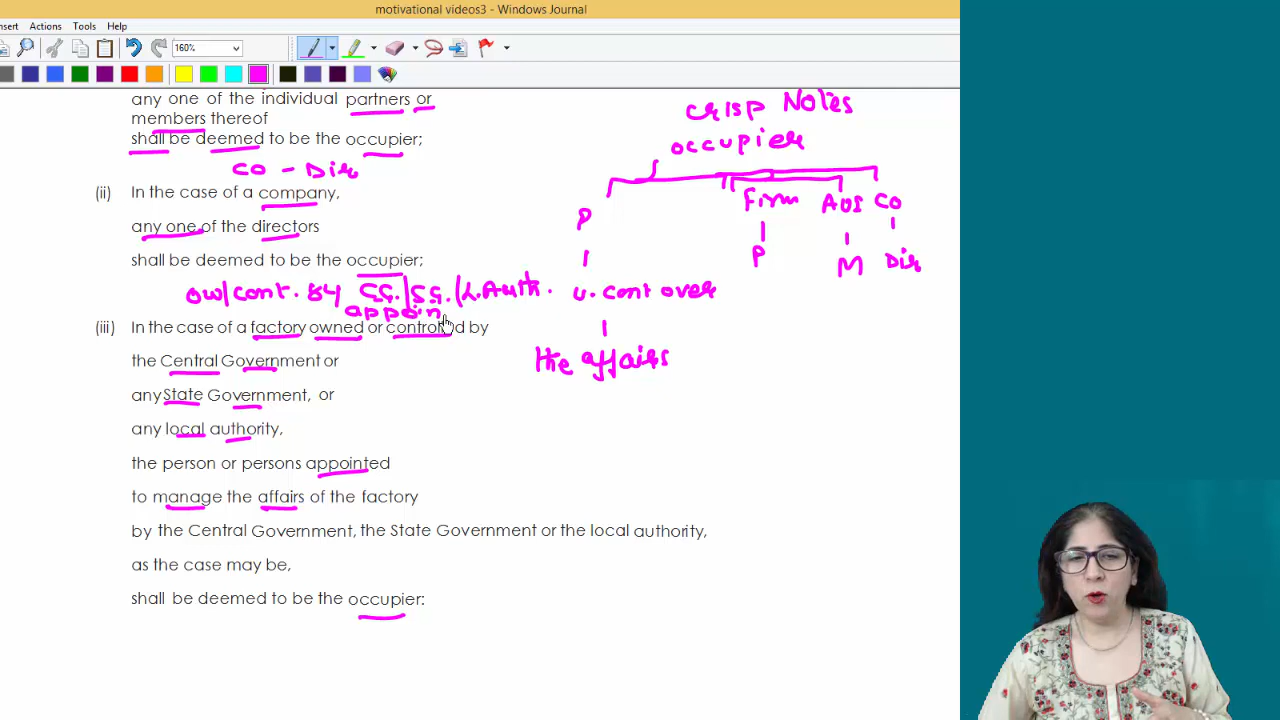 motivational videos3 - Windows Journal
nsert Actions Tools Help
160%
any one of the individual partners or
members thereof
shall be deemed to be the occupier;
CO - Dir
(ii) In the case of a company,
any one of the directors
shall be deemed to be the occupier;
ow/cont. by CG./SG./L.Auth.
appoin
(iii) In the case of a factory owned or controlled by
the Central Government or
any State Government, or
any local authority,
the person or persons appointed
to manage the affairs of the factory
by the Central Government, the State Government or the local authority,
as the case may be,
shall be deemed to be the occupier:
Crisp Notes
occupier
P Firm AOS CO
P M Dir
u. cont over
the affairs